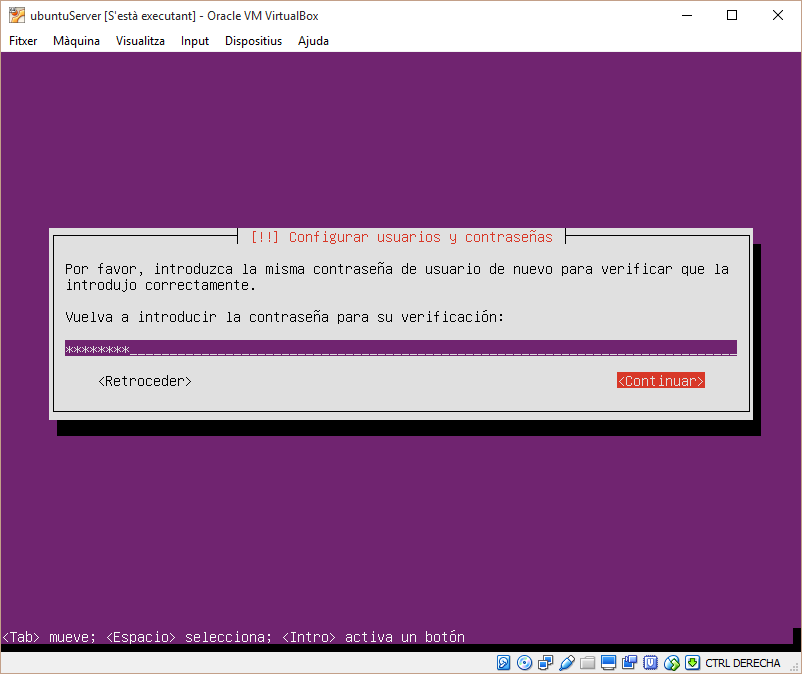 ubuntuServer [S'està executant] - Oracle VM VirtualBox
Fitxer Màquina Visualitza Input Dispositius Ajuda
[!!] Configurar usuarios y contraseñas
Por favor, introduzca la misma contraseña de usuario de nuevo para verificar que la
introdujo correctamente.
Vuelva a introducir la contraseña para su verificación:
********
<Retroceder> <Continuar>
<Tab> mueve; <Espacio> selecciona; <Intro> activa un botón
CTRL DERECHA